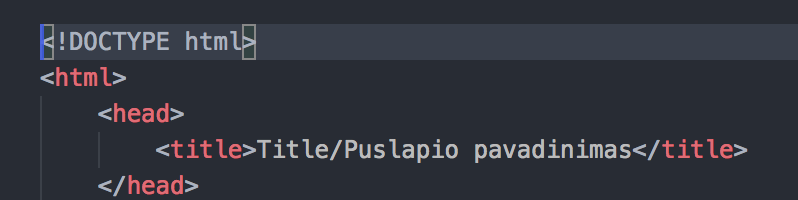 <!DOCTYPE html>
<html>
<head>
<title>Title/Puslapio pavadinimas</title>
</head>